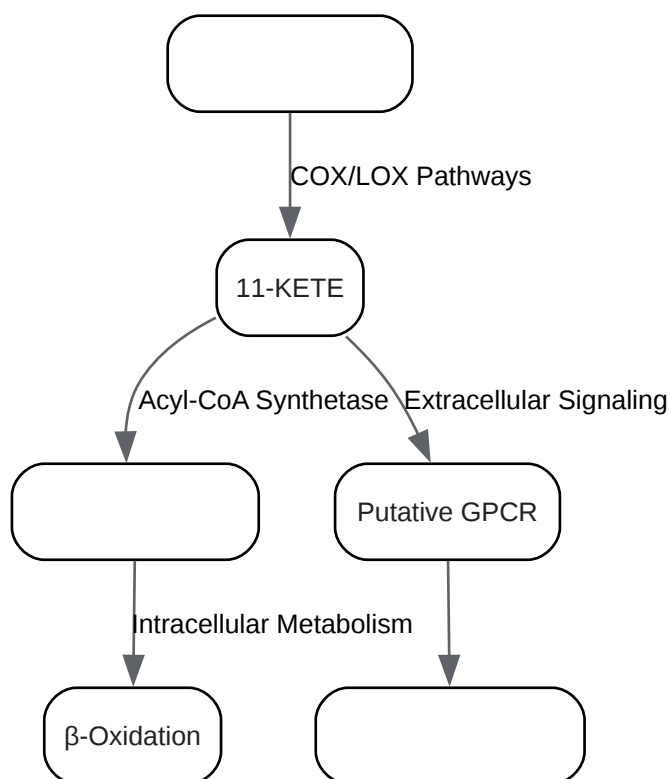 COX/LOX Pathways
11-KETE
Acyl-CoA Synthetase
Extracellular Signaling
Putative GPCR
Intracellular Metabolism
β-Oxidation